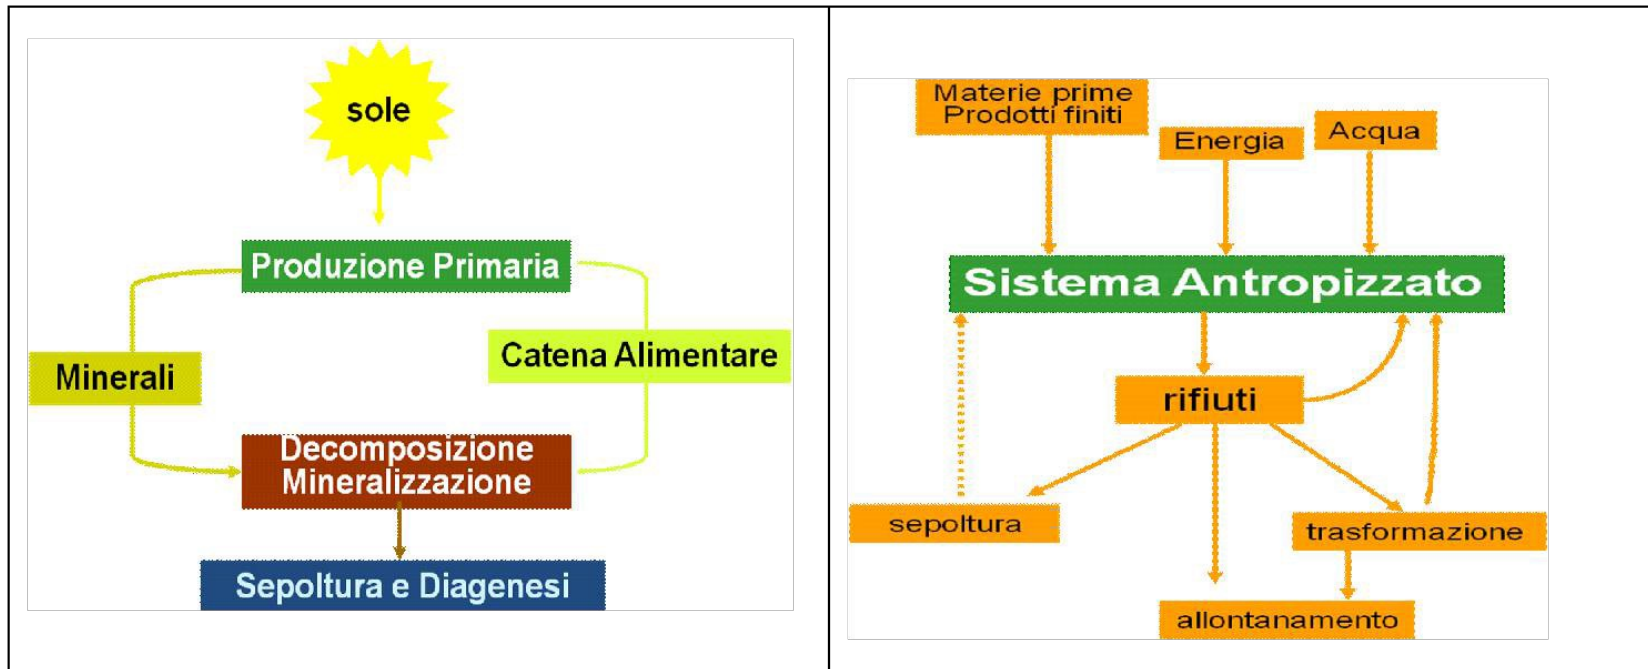 sole
Produzione Primaria
Minerali
Catena Alimentare
Decomposizione
Mineralizzazione
Sepoltura e Diagenesi
Materie prime
Prodotti finiti
Energia
Acqua
Sistema Antropizzato
rifiuti
sepoltura
trasformazione
allontanamento